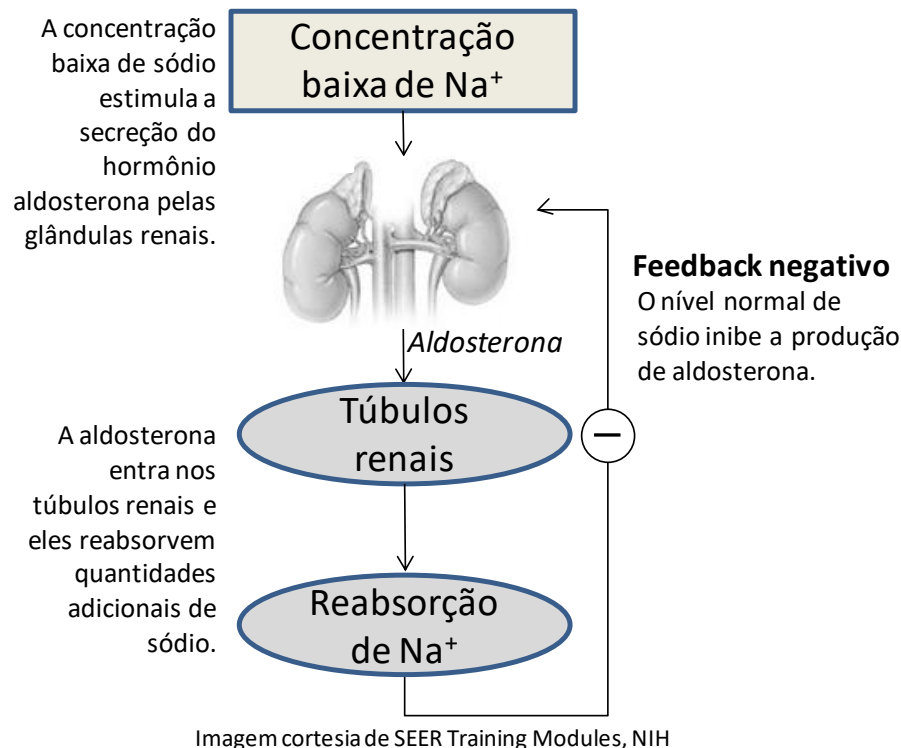 A concentração
baixa de sódio
estimula a
secreção do
hormônio
aldosterona pelas
glândulas renais.
Concentração
baixa de Na⁺
Feedback negativo
O nível normal de
sódio inibe a produção
de aldosterona.
Aldosterona
Túbulos
renais
−
A aldosterona
entra nos
túbulos renais e
eles reabsorvem
quantidades
adicionais de
sódio.
Reabsorção
de Na⁺
Imagem cortesia de SEER Training Modules, NIH